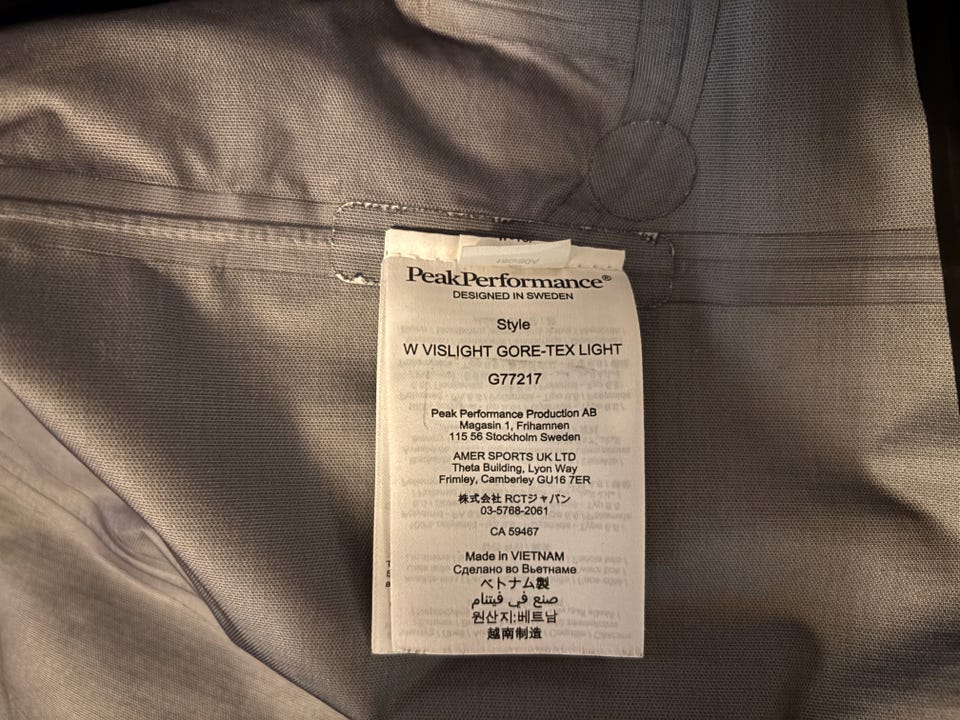 PeakPerformance®
DESIGNED IN SWEDEN
Style
W VISLIGHT GORE-TEX LIGHT
G77217
Peak Performance Production AB
Magasin 1, Frihamnen
115 56 Stockholm Sweden
AMER SPORTS UK LTD
Theta Building, Lyon Way
Frimley, Camberley GU16 7ER
株式会社 RCTジャパン
03-5768-2061
CA 59467
Made in VIETNAM
Сделано во Вьетнаме
ベトナム製
صنع في فيتنام
원산지:베트남
越南制造